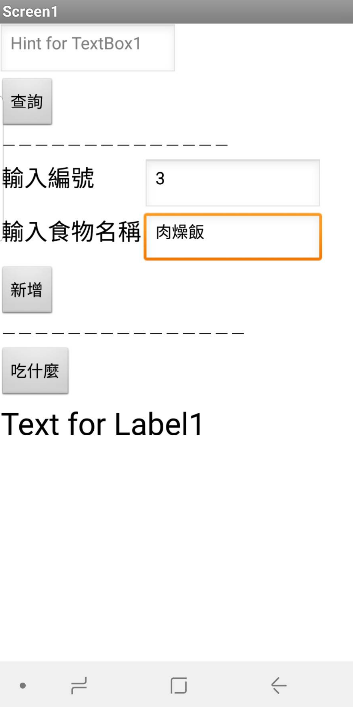 Screen1
Hint for TextBox1
查詢
_ _ _ _ _ _ _ _ _ _ _ _ _ _
輸入編號 3
輸入食物名稱 肉燥飯
新增
_ _ _ _ _ _ _ _ _ _ _ _ _ _ _
吃什麼
Text for Label1